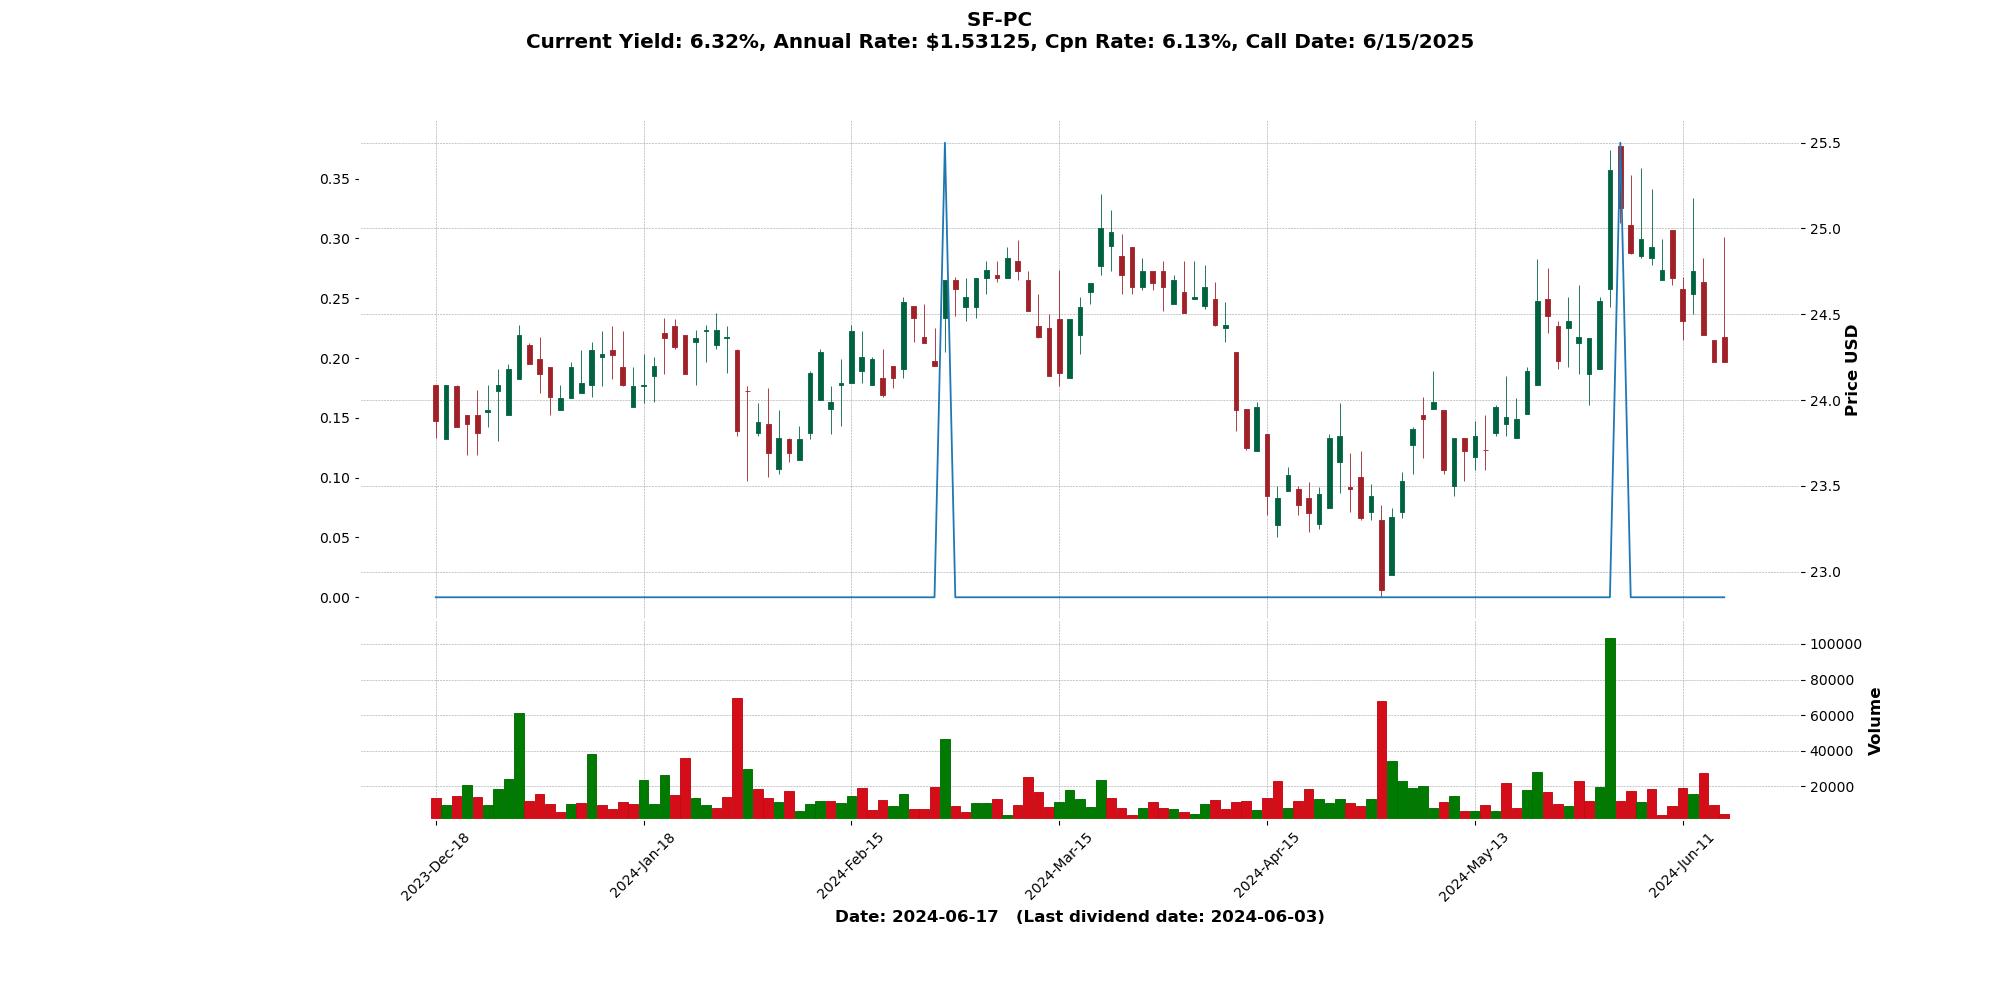 SF-PC
Current Yield: 6.32%, Annual Rate: $1.53125, Cpn Rate: 6.13%, Call Date: 6/15/2025
0.35
0.30
0.25
0.20
0.15
0.10
0.05
0.00
25.5
25.0
24.5
24.0
23.5
23.0
Price USD
100000
80000
60000
40000
20000
Volume
2023-Dec-18
2024-Jan-18
2024-Feb-15
2024-Mar-15
2024-Apr-15
2024-May-13
2024-Jun-11
Date: 2024-06-17 (Last dividend date: 2024-06-03)